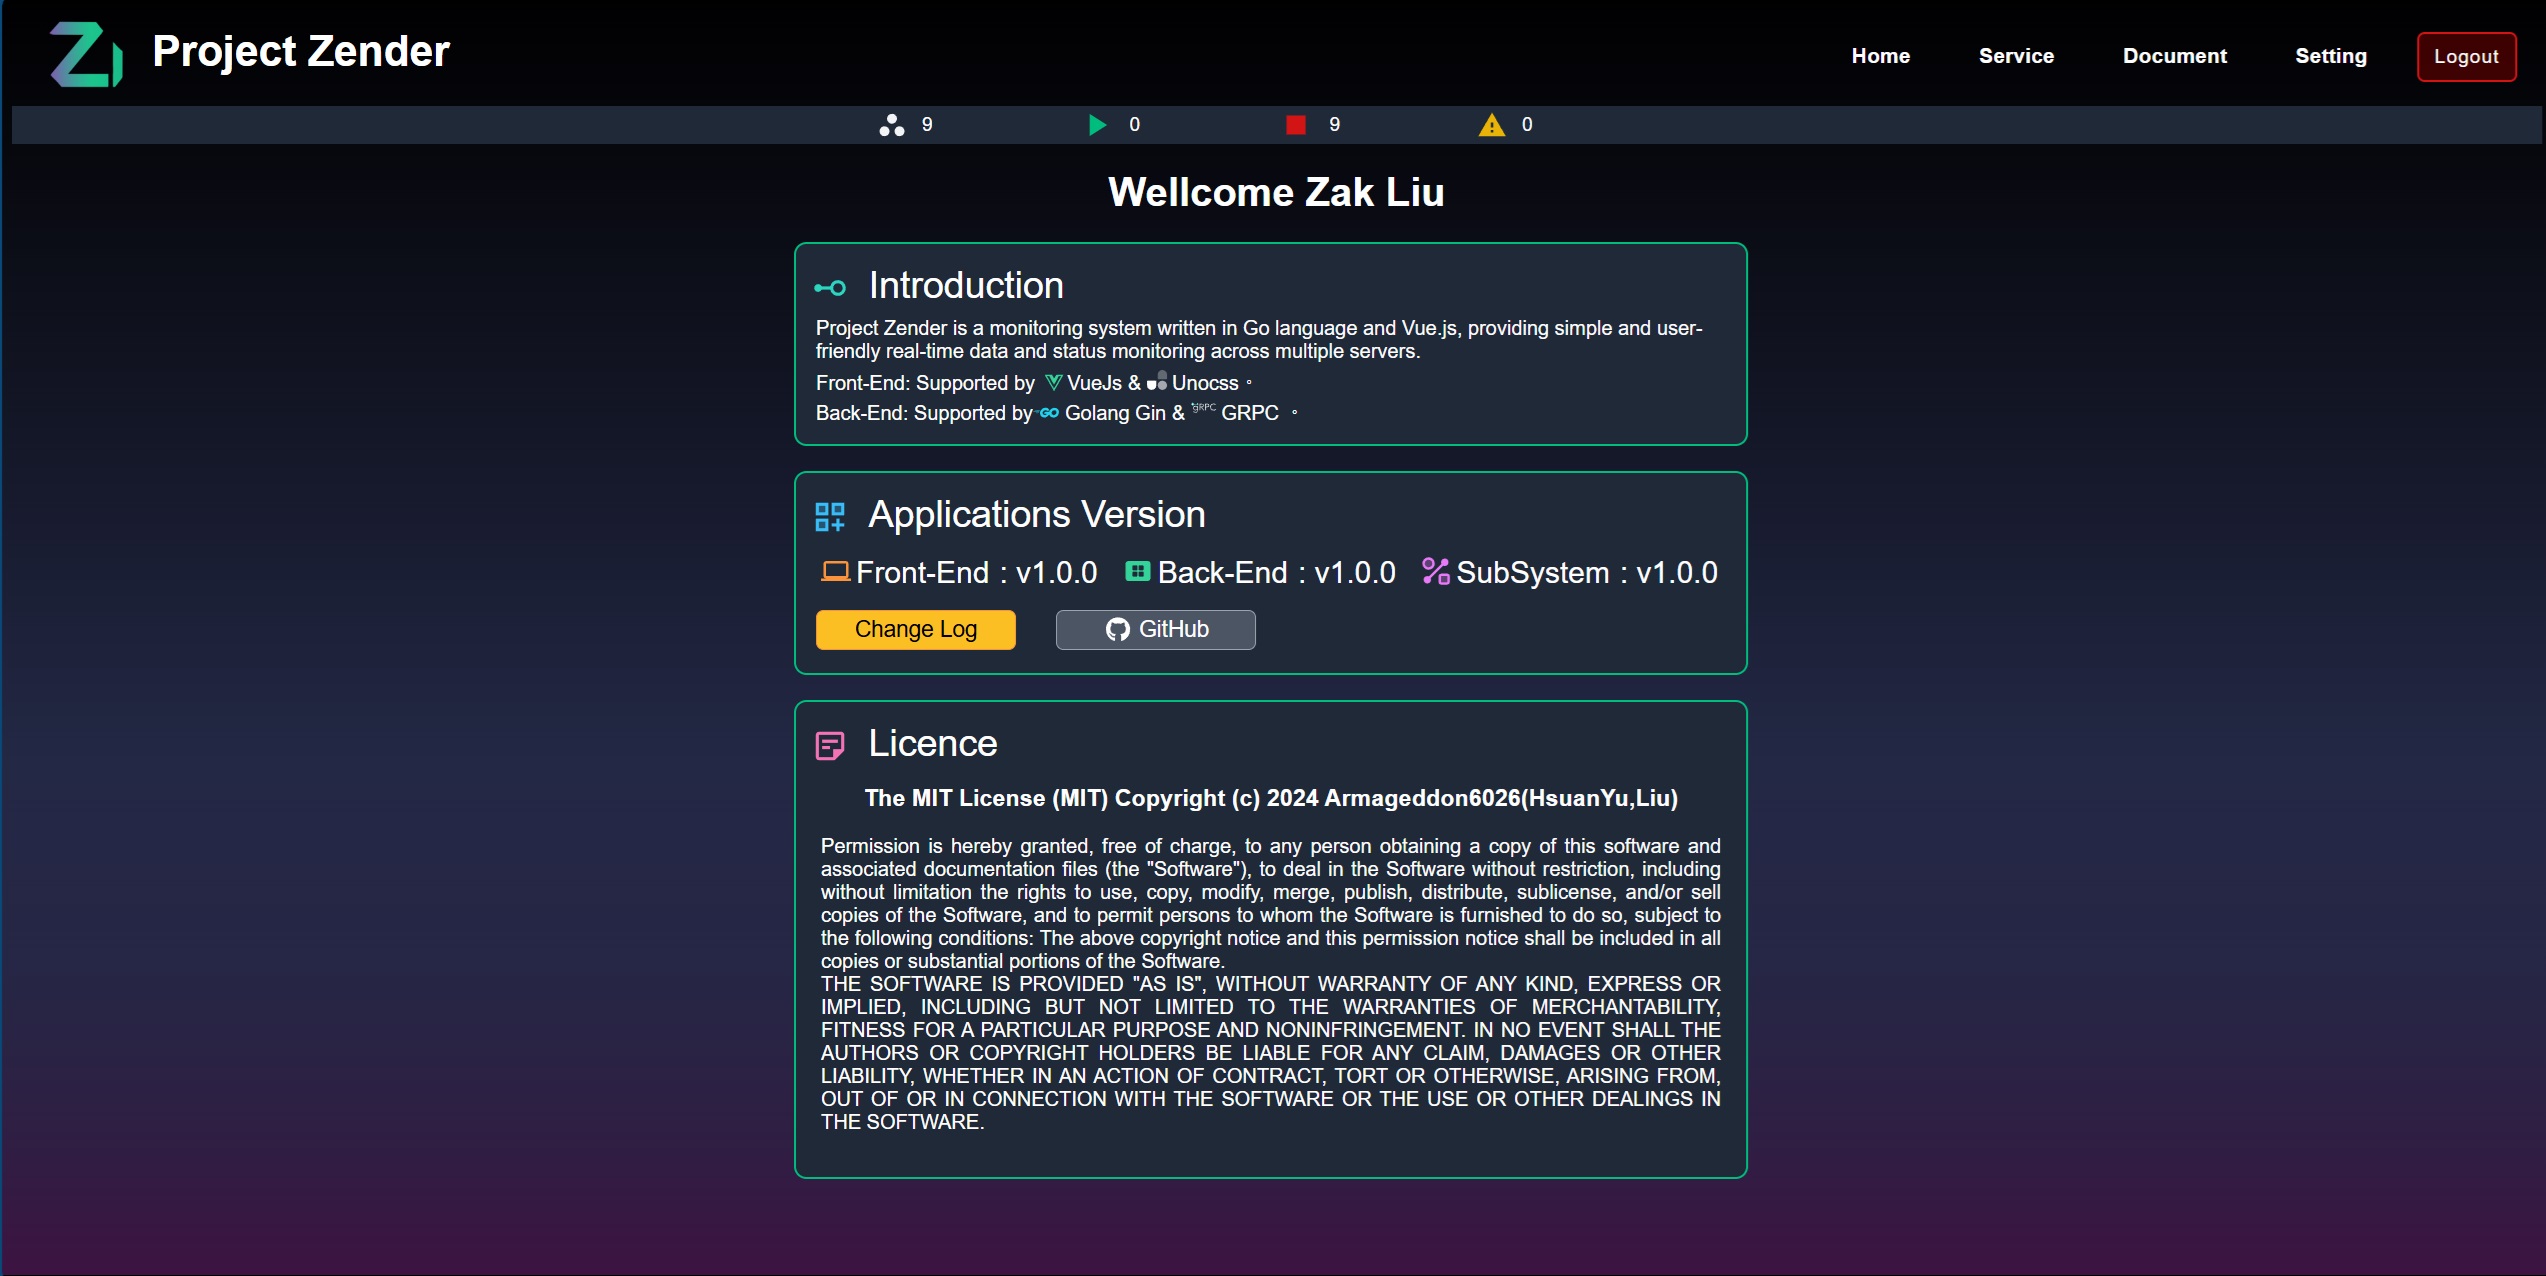 Project Zender
Home Service Document Setting Logout
9 0 9 0
Wellcome Zak Liu
Introduction
Project Zender is a monitoring system written in Go language and Vue.js, providing simple and user-
friendly real-time data and status monitoring across multiple servers.
Front-End: Supported by VueJs & Unocss 。
Back-End: Supported by GO Golang Gin & gRPC GRPC 。
Applications Version
Front-End : v1.0.0 Back-End : v1.0.0 SubSystem : v1.0.0
Change Log GitHub
Licence
The MIT License (MIT) Copyright (c) 2024 Armageddon6026(HsuanYu,Liu)
Permission is hereby granted, free of charge, to any person obtaining a copy of this software and
associated documentation files (the "Software"), to deal in the Software without restriction, including
without limitation the rights to use, copy, modify, merge, publish, distribute, sublicense, and/or sell
copies of the Software, and to permit persons to whom the Software is furnished to do so, subject to
the following conditions: The above copyright notice and this permission notice shall be included in all
copies or substantial portions of the Software.
THE SOFTWARE IS PROVIDED "AS IS", WITHOUT WARRANTY OF ANY KIND, EXPRESS OR
IMPLIED, INCLUDING BUT NOT LIMITED TO THE WARRANTIES OF MERCHANTABILITY,
FITNESS FOR A PARTICULAR PURPOSE AND NONINFRINGEMENT. IN NO EVENT SHALL THE
AUTHORS OR COPYRIGHT HOLDERS BE LIABLE FOR ANY CLAIM, DAMAGES OR OTHER
LIABILITY, WHETHER IN AN ACTION OF CONTRACT, TORT OR OTHERWISE, ARISING FROM,
OUT OF OR IN CONNECTION WITH THE SOFTWARE OR THE USE OR OTHER DEALINGS IN
THE SOFTWARE.